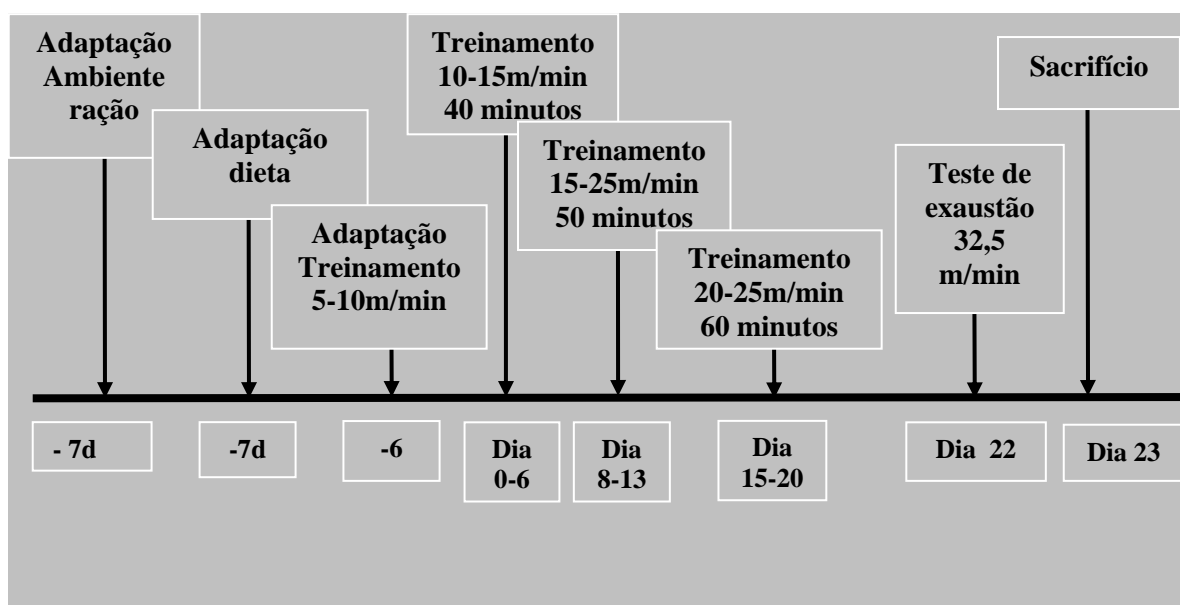 Adaptação
Ambiente
ração
Adaptação
dieta
Adaptação
Treinamento
5-10m/min
Treinamento
10-15m/min
40 minutos
Treinamento
15-25m/min
50 minutos
Treinamento
20-25m/min
60 minutos
Teste de
exaustão
32,5
m/min
Sacrifício
- 7d
-7d
-6
Dia
0-6
Dia
8-13
Dia
15-20
Dia 22
Dia 23